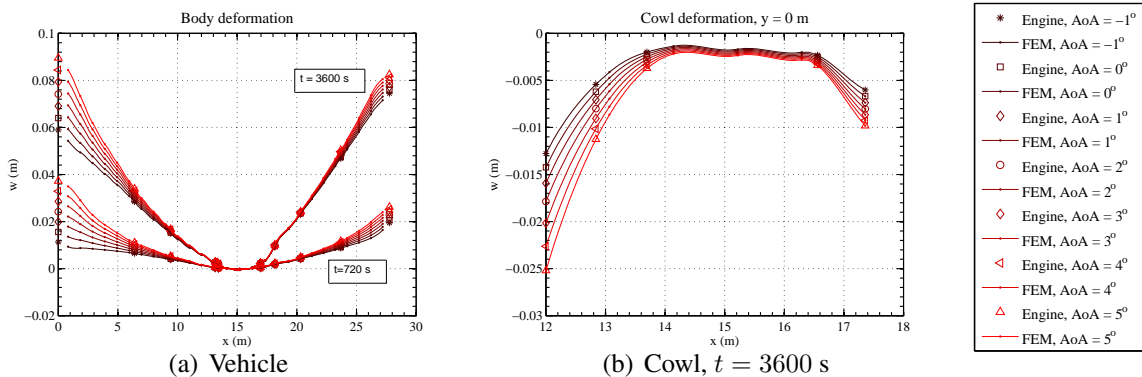 Body deformation
w (m)
0.1
0.08
0.06
0.04
0.02
0
−0.02
t = 3600 s
t=720 s
0 5 10 15 20 25 30
x (m)
(a) Vehicle
Cowl deformation, y = 0 m
w (m)
0
−0.005
−0.01
−0.015
−0.02
−0.025
−0.03
12 13 14 15 16 17 18
x (m)
(b) Cowl, t = 3600 s
Engine, AoA = −1°
FEM, AoA = −1°
Engine, AoA = 0°
FEM, AoA = 0°
Engine, AoA = 1°
FEM, AoA = 1°
Engine, AoA = 2°
FEM, AoA = 2°
Engine, AoA = 3°
FEM, AoA = 3°
Engine, AoA = 4°
FEM, AoA = 4°
Engine, AoA = 5°
FEM, AoA = 5°